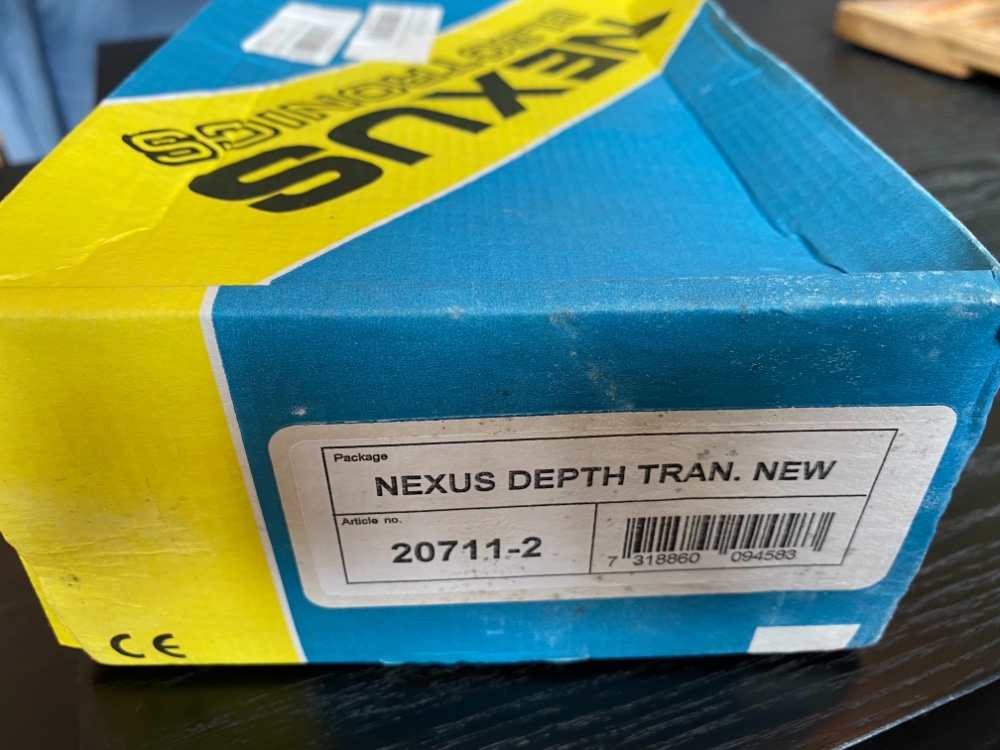 NEXUS
ELECTRONICS
Package
NEXUS DEPTH TRAN. NEW
Article no.
20711-2
7 318860 094583
CE